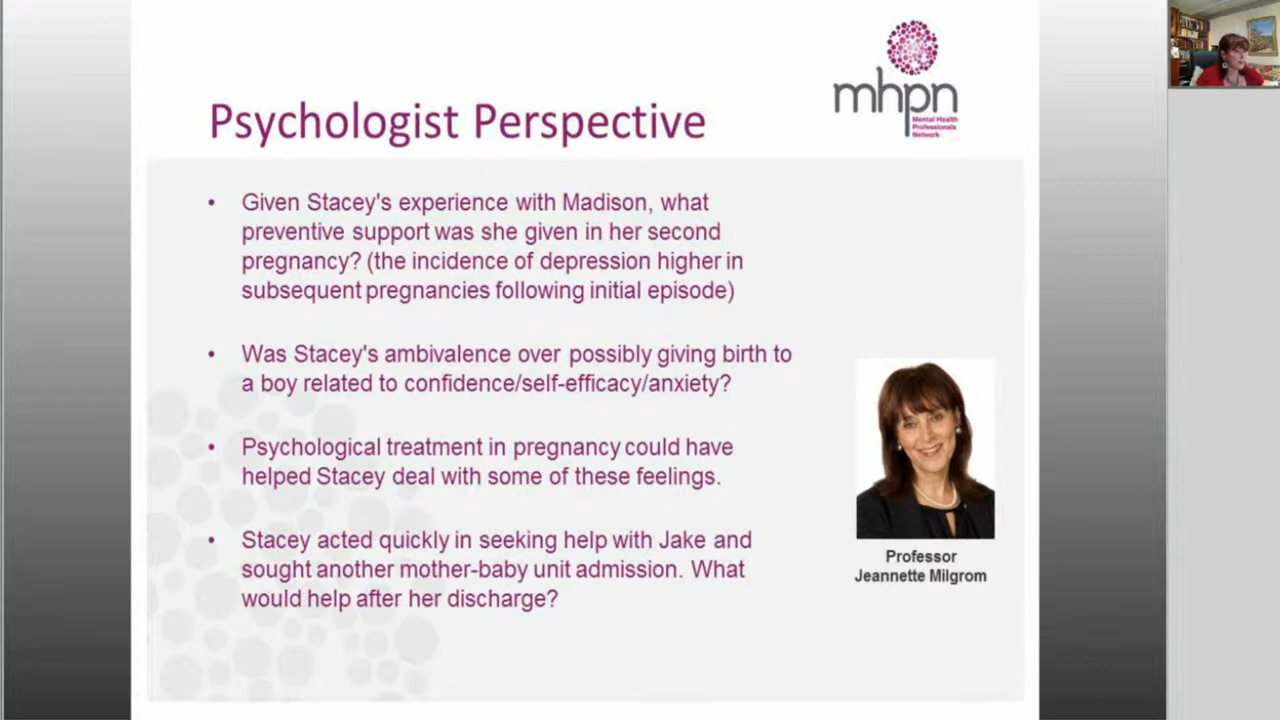 mhpn
Mental Health
Professionals
Network
Psychologist Perspective
• Given Stacey's experience with Madison, what
preventive support was she given in her second
pregnancy? (the incidence of depression higher in
subsequent pregnancies following initial episode)
• Was Stacey's ambivalence over possibly giving birth to
a boy related to confidence/self-efficacy/anxiety?
• Psychological treatment in pregnancy could have
helped Stacey deal with some of these feelings.
• Stacey acted quickly in seeking help with Jake and
sought another mother-baby unit admission. What
would help after her discharge?
Professor
Jeannette Milgrom